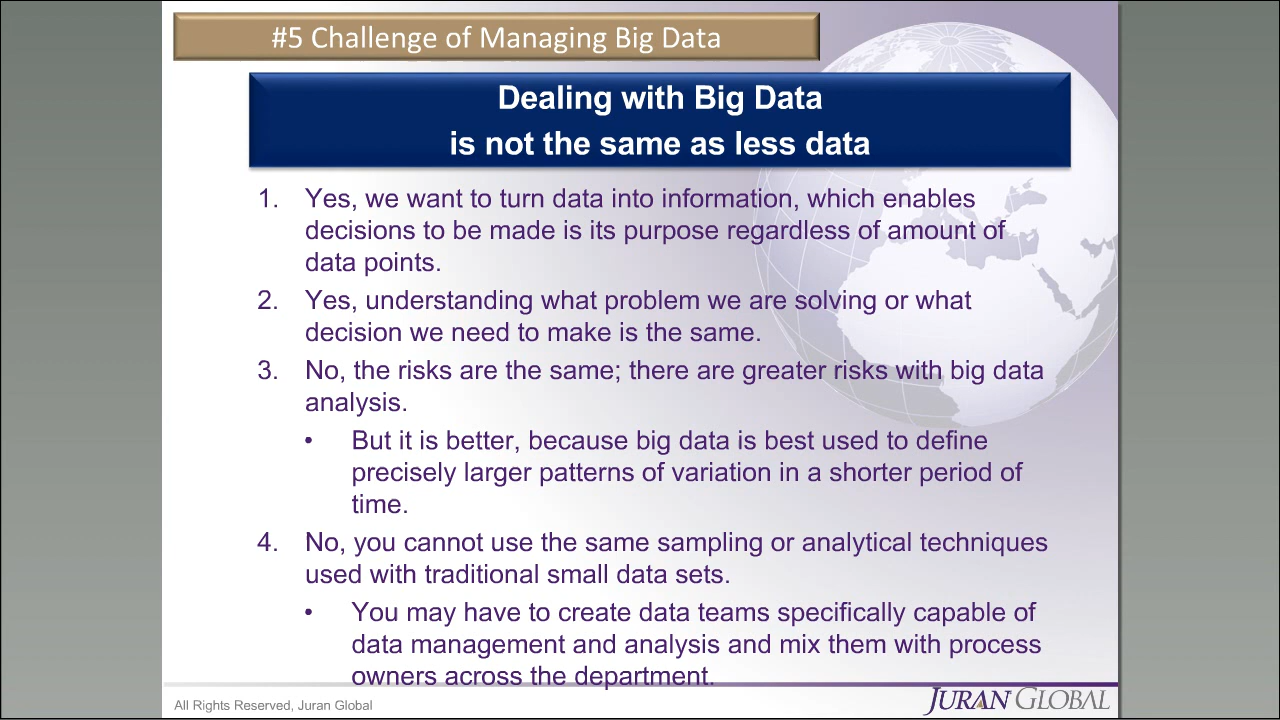 #5 Challenge of Managing Big Data
Dealing with Big Data
is not the same as less data
1. Yes, we want to turn data into information, which enables
decisions to be made is its purpose regardless of amount of
data points.
2. Yes, understanding what problem we are solving or what
decision we need to make is the same.
3. No, the risks are the same; there are greater risks with big data
analysis.
• But it is better, because big data is best used to define
precisely larger patterns of variation in a shorter period of
time.
4. No, you cannot use the same sampling or analytical techniques
used with traditional small data sets.
• You may have to create data teams specifically capable of
data management and analysis and mix them with process
owners across the department.
All Rights Reserved, Juran Global
JURAN GLOBAL